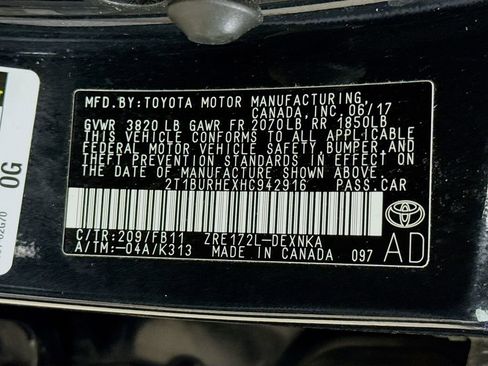 MFD.BY:TOYOTA MOTOR MANUFACTURING,
CANADA,INC. 06/17
GVWR 3820 LB GAWR FR 2070LB RR 1850LB
THIS VEHICLE CONFORMS TO ALL APPLICABLE
FEDERAL MOTOR VEHICLE SAFETY, BUMPER, AND
THEFT PREVENTION STANDARDS IN EFFECT ON
THE DATE OF MANUFACTURE SHOWN ABOVE.
2T1BURHEXHC942916 PASS.CAR
C/TR:209/FB11 ZRE172L-DEXNKA
A/TM:-04A/K313 MADE IN CANADA 097
AD
OG